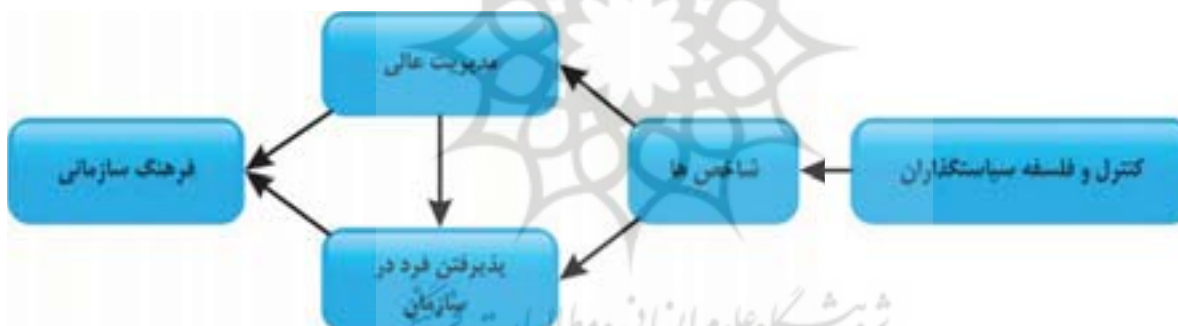 کنترل و فلسفه سیاستگذاران
شاخص ها
مدیریت عالی
پذیرفتن فرد در
سازمان
فرهنگ سازمانی